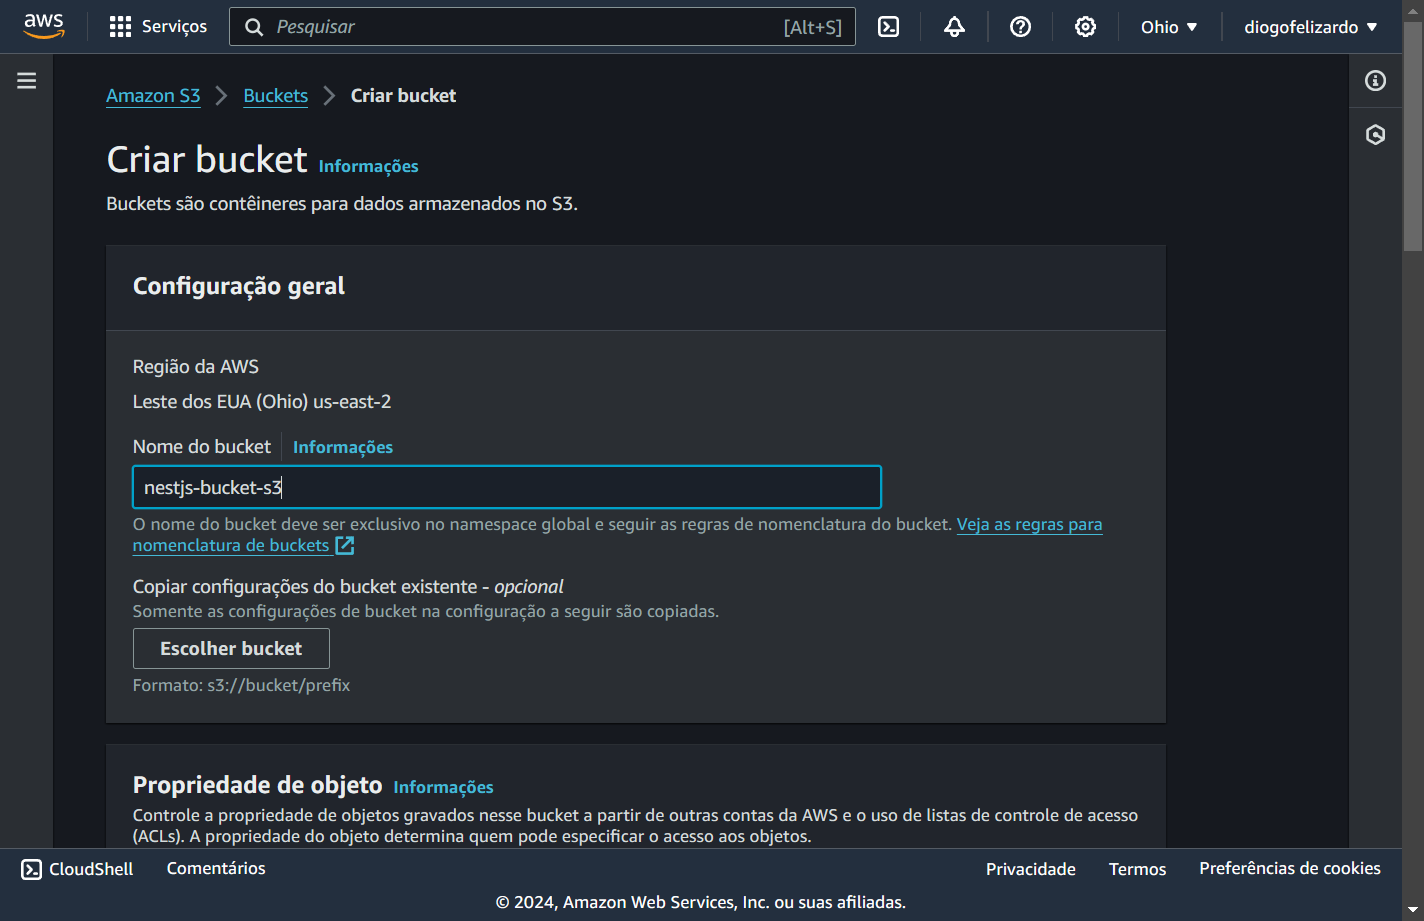 aws
Serviços
Pesquisar
[Alt+S]
Ohio
diogofelizardo
Amazon S3
Buckets
Criar bucket
Criar bucket
Informações
Buckets são contêineres para dados armazenados no S3.
Configuração geral
Região da AWS
Leste dos EUA (Ohio) us-east-2
Nome do bucket
Informações
nestjs-bucket-s3
O nome do bucket deve ser exclusivo no namespace global e seguir as regras de nomenclatura do bucket. Veja as regras para
nomenclatura de buckets
Copiar configurações do bucket existente - opcional
Somente as configurações de bucket na configuração a seguir são copiadas.
Escolher bucket
Formato: s3://bucket/prefix
Propriedade de objeto
Informações
Controle a propriedade de objetos gravados nesse bucket a partir de outras contas da AWS e o uso de listas de controle de acesso
(ACLs). A propriedade do objeto determina quem pode especificar o acesso aos objetos.
CloudShell
Comentários
Privacidade
Termos
Preferências de cookies
© 2024, Amazon Web Services, Inc. ou suas afiliadas.